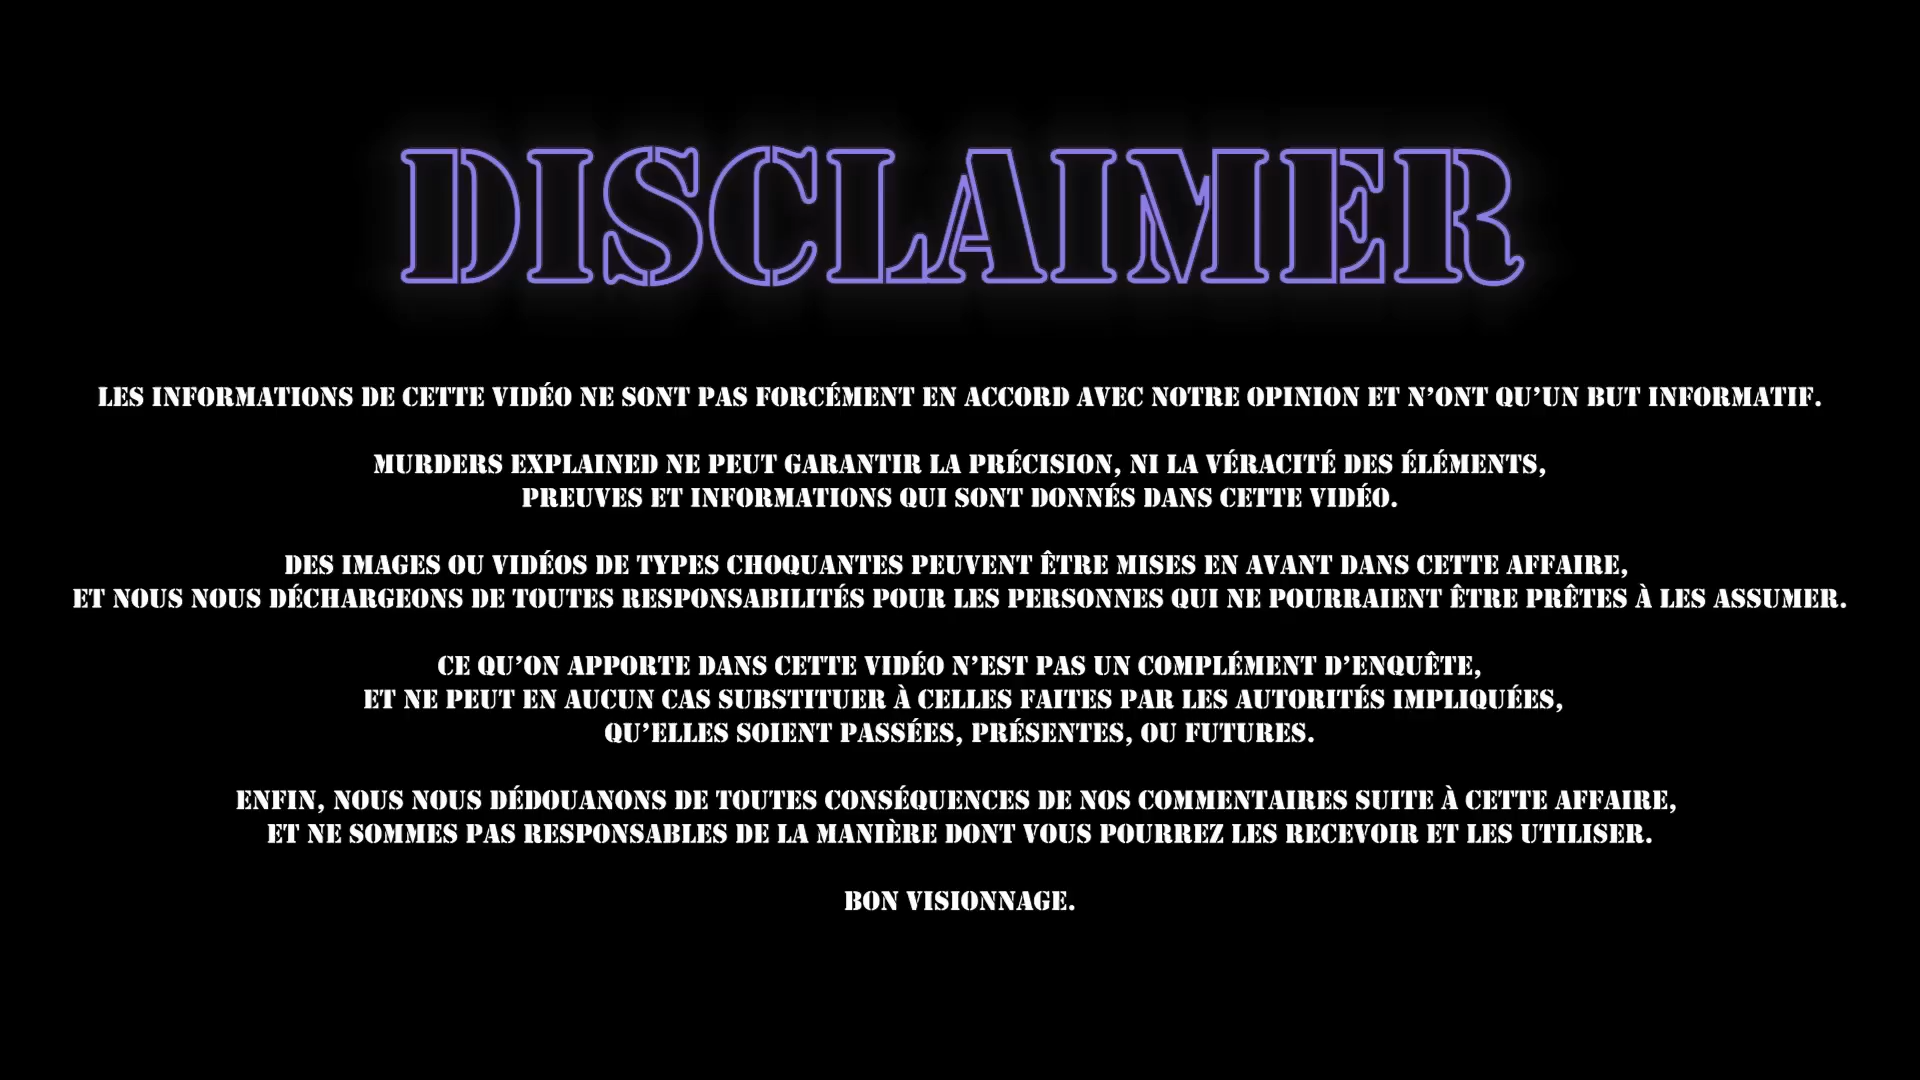 DISCLAIMER
LES INFORMATIONS DE CETTE VIDÉO NE SONT PAS FORCÉMENT EN ACCORD AVEC NOTRE OPINION ET N’ONT QU’UN BUT INFORMATIF.
MURDERS EXPLAINED NE PEUT GARANTIR LA PRÉCISION, NI LA VÉRACITÉ DES ÉLÉMENTS,
PREUVES ET INFORMATIONS QUI SONT DONNÉS DANS CETTE VIDÉO.
DES IMAGES OU VIDÉOS DE TYPES CHOQUANTES PEUVENT ÊTRE MISES EN AVANT DANS CETTE AFFAIRE,
ET NOUS NOUS DÉCHARGEONS DE TOUTES RESPONSABILITÉS POUR LES PERSONNES QUI NE POURRAIENT ÊTRE PRÊTES À LES ASSUMER.
CE QU’ON APPORTE DANS CETTE VIDÉO N’EST PAS UN COMPLÉMENT D’ENQUÊTE,
ET NE PEUT EN AUCUN CAS SUBSTITUER À CELLES FAITES PAR LES AUTORITÉS IMPLIQUÉES,
QU’ELLES SOIENT PASSÉES, PRÉSENTES, OU FUTURES.
ENFIN, NOUS NOUS DÉDOUANONS DE TOUTES CONSÉQUENCES DE NOS COMMENTAIRES SUITE À CETTE AFFAIRE,
ET NE SOMMES PAS RESPONSABLES DE LA MANIÈRE DONT VOUS POURREZ LES RECEVOIR ET LES UTILISER.
BON VISIONNAGE.